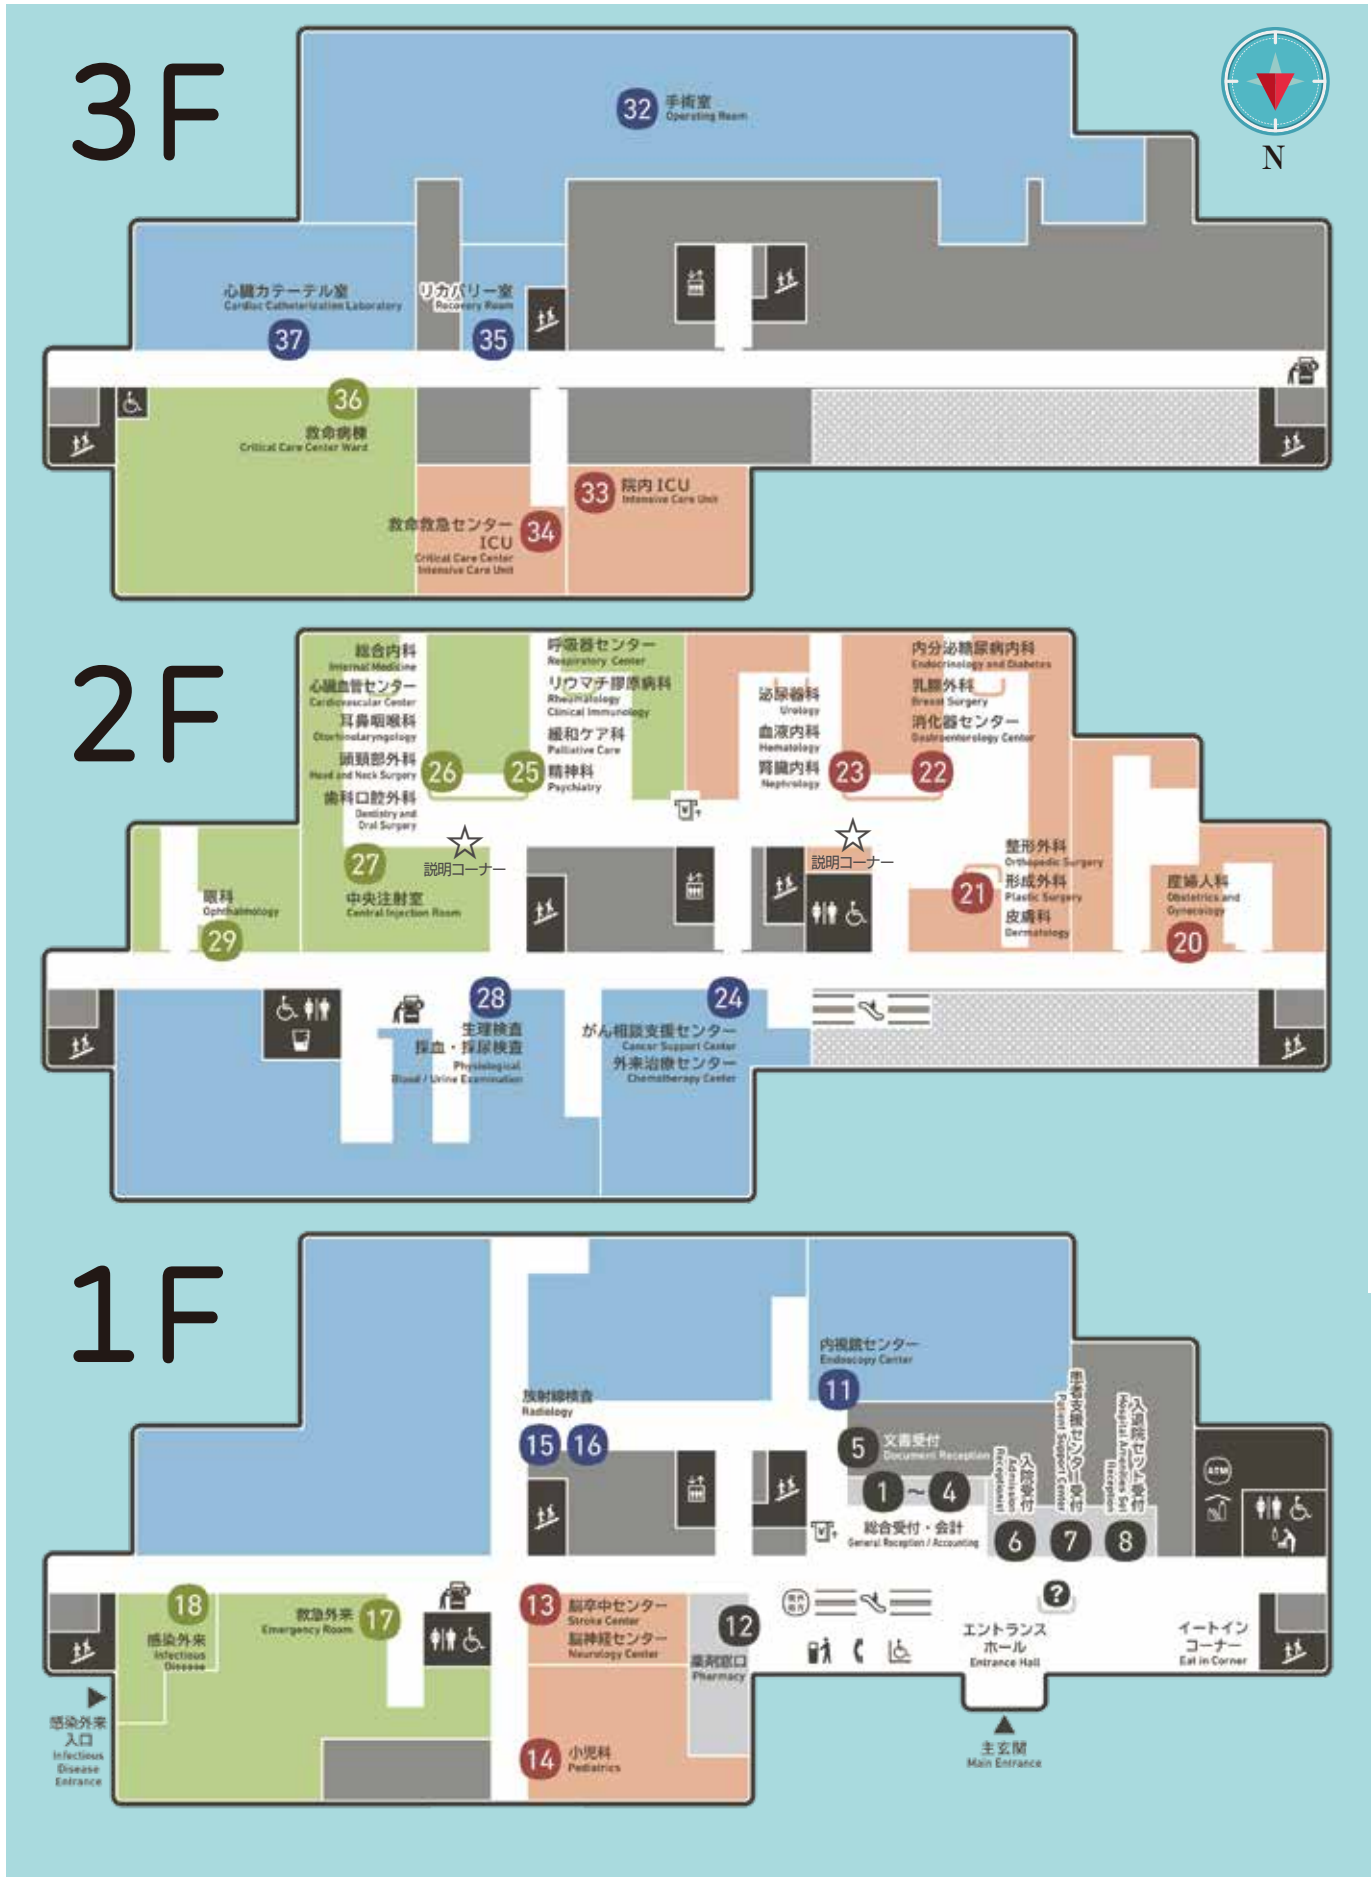 3F
N
32
手術室
Operating Room
心臓カテーテル室
Cardiac Catheterization Laboratory
37
リカバリー室
Recovery Room
35
36
救命病棟
Critical Care Center Ward
33
院内 ICU
Intensive Care Unit
救命救急センター
ICU
Critical Care Center
Intensive Care Unit
34
2F
総合内科
Internal Medicine
心臓血管センター
Cardiovascular Center
耳鼻咽喉科
Otorhinolaryngology
頭頸部外科
Head and Neck Surgery
歯科口腔外科
Dentistry and
Oral Surgery
26
25
呼吸器センター
Respiratory Center
リウマチ膠原病科
Rheumatology
Clinical Immunology
緩和ケア科
Palliative Care
精神科
Psychiatry
泌尿器科
Urology
血液内科
Hematology
腎臓内科
Nephrology
23
22
内分泌糖尿病内科
Endocrinology and Diabetes
乳腺外科
Breast Surgery
消化器センター
Gastroenterology Center
¥
27
中央注射室
Central Injection Room
説明コーナー
説明コーナー
眼科
Ophthalmology
29
21
整形外科
Orthopedic Surgery
形成外科
Plastic Surgery
皮膚科
Dermatology
産婦人科
Obstetrics and
Gynecology
20
28
生理検査
採血・採尿検査
Physiological
Blood / Urine Examination
24
がん相談支援センター
Cancer Support Center
外来治療センター
Chemotherapy Center
1F
内視鏡センター
Endoscopy Center
11
放射線検査
Radiology
15
16
5
文書受付
Document Reception
1
～
4
総合受付・会計
General Reception / Accounting
¥
入院受付
Admission
Receptionist
6
患者支援センター受付
Patient Support Center
7
入退院セット受付
Hospital Amenities Set
Reception
8
ATM
18
感染外来
Infectious
Disease
救急外来
Emergency Room
17
13
脳卒中センター
Stroke Center
脳神経センター
Neurology Center
12
薬剤窓口
Pharmacy
14
小児科
Pediatrics
?
エントランス
ホール
Entrance Hall
イートイン
コーナー
Eat in Corner
感染外来
入口
Infectious
Disease
Entrance
主玄関
Main Entrance